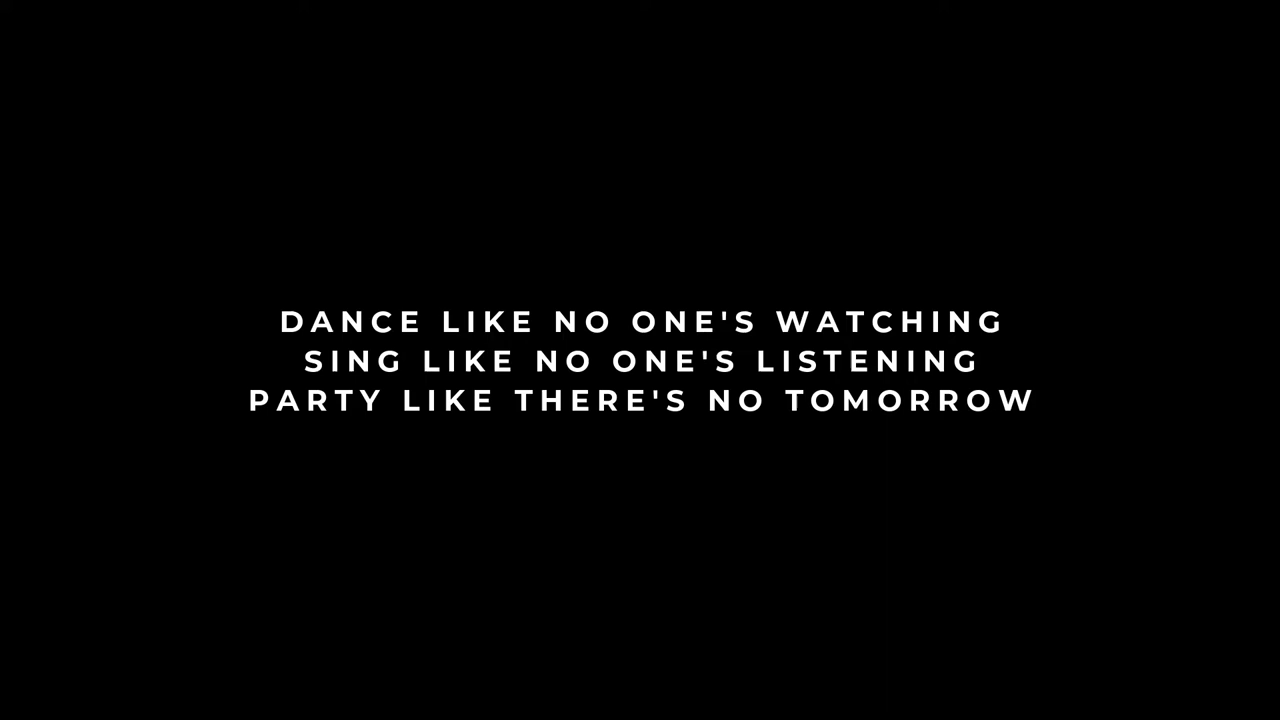 DANCE LIKE NO ONE'S WATCHING
SING LIKE NO ONE'S LISTENING
PARTY LIKE THERE'S NO TOMORROW